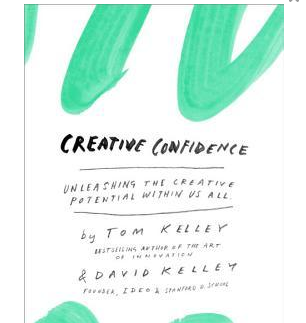 CREATIVE CONFIDENCE
UNLEASHING THE CREATIVE
POTENTIAL WITHIN US ALL
by TOM KELLEY
BESTSELLING AUTHOR OF THE ART
OF INNOVATION
& DAVID KELLEY
FOUNDER, IDEO & STANFORD D. SCHOOL